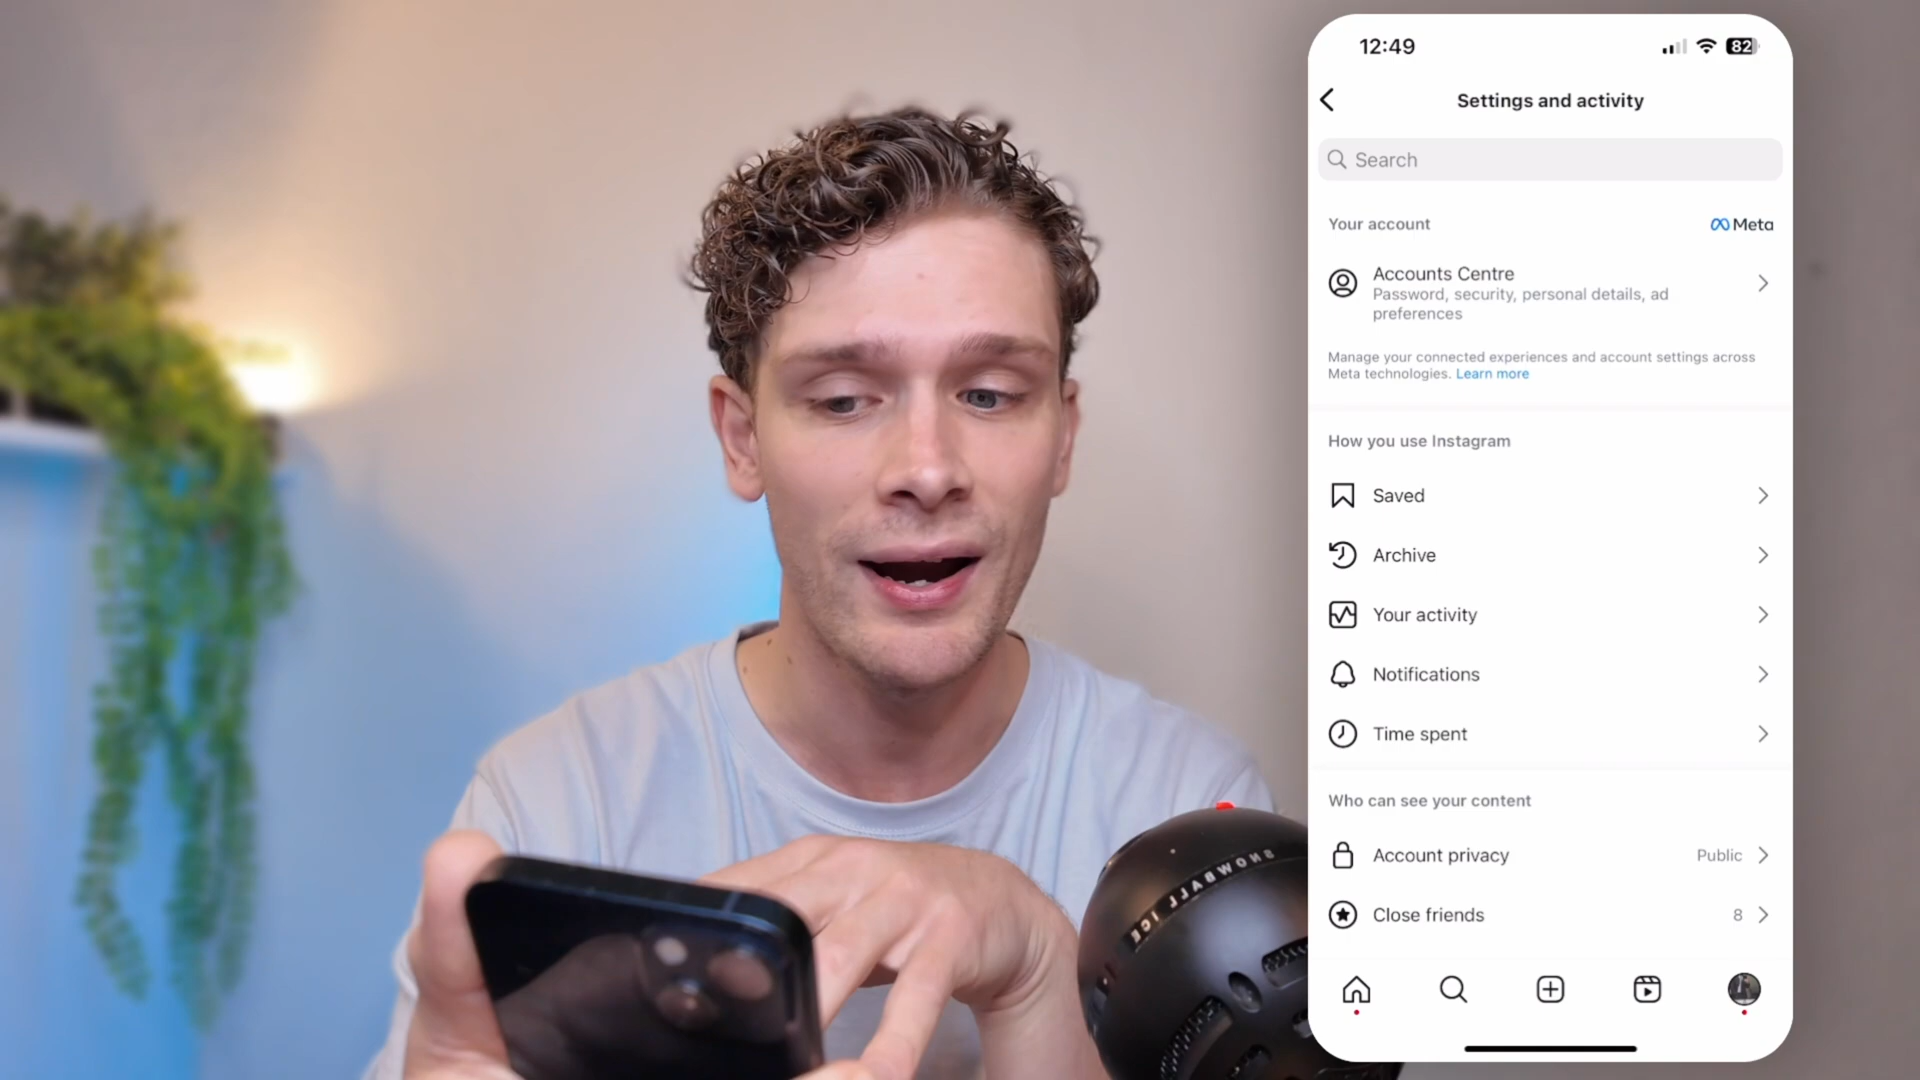 12:49
82
Settings and activity
Search
Your account
Meta
Accounts Centre
Password, security, personal details, ad
preferences
Manage your connected experiences and account settings across
Meta technologies. Learn more
How you use Instagram
Saved
Archive
Your activity
Notifications
Time spent
Who can see your content
Account privacy
Public
Close friends
8
SNOWBALL ICE